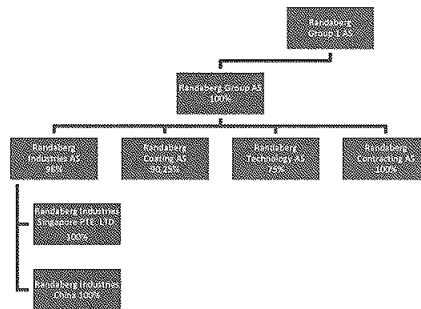 Randaberg
Group 1 AS
Randaberg Group AS
100%
Randaberg
Industries AS
98%
Randaberg
Coating AS
90,25%
Randaberg
Technology AS
75%
Randaberg
Contracting AS
100%
Randaberg Industries
Singapore PTE. LTD
100%
Randaberg Industries
China 100%